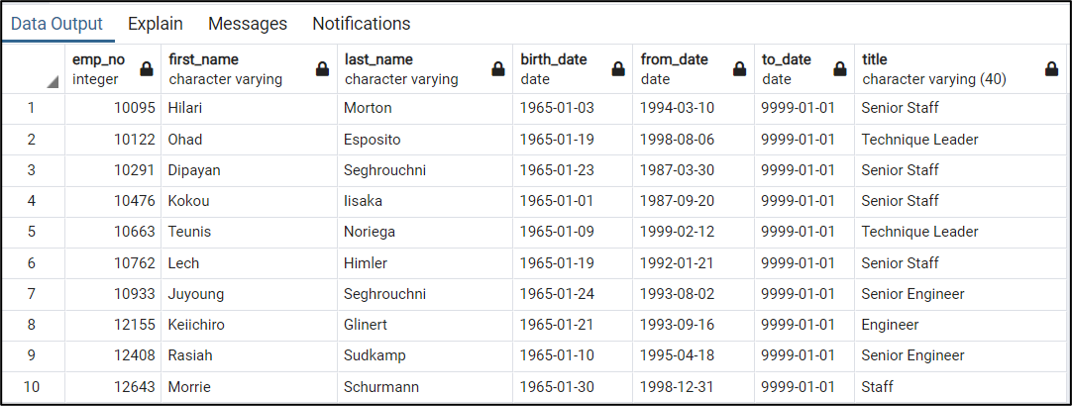 Data Output Explain Messages Notifications
emp_no first_name last_name birth_date from_date to_date title
integer character varying character varying date date date character varying (40)
1 10095 Hilari Morton 1965-01-03 1994-03-10 9999-01-01 Senior Staff
2 10122 Ohad Esposito 1965-01-19 1998-08-06 9999-01-01 Technique Leader
3 10291 Dipayan Seghrouchni 1965-01-23 1987-03-30 9999-01-01 Senior Staff
4 10476 Kokou Iisaka 1965-01-01 1987-09-20 9999-01-01 Senior Staff
5 10663 Teunis Noriega 1965-01-09 1999-02-12 9999-01-01 Technique Leader
6 10762 Lech Himler 1965-01-19 1992-01-21 9999-01-01 Senior Staff
7 10933 Juyoung Seghrouchni 1965-01-24 1993-08-02 9999-01-01 Senior Engineer
8 12155 Keiichiro Glinert 1965-01-21 1993-09-16 9999-01-01 Engineer
9 12408 Rasiah Sudkamp 1965-01-10 1995-04-18 9999-01-01 Senior Engineer
10 12643 Morrie Schurmann 1965-01-30 1998-12-31 9999-01-01 Staff